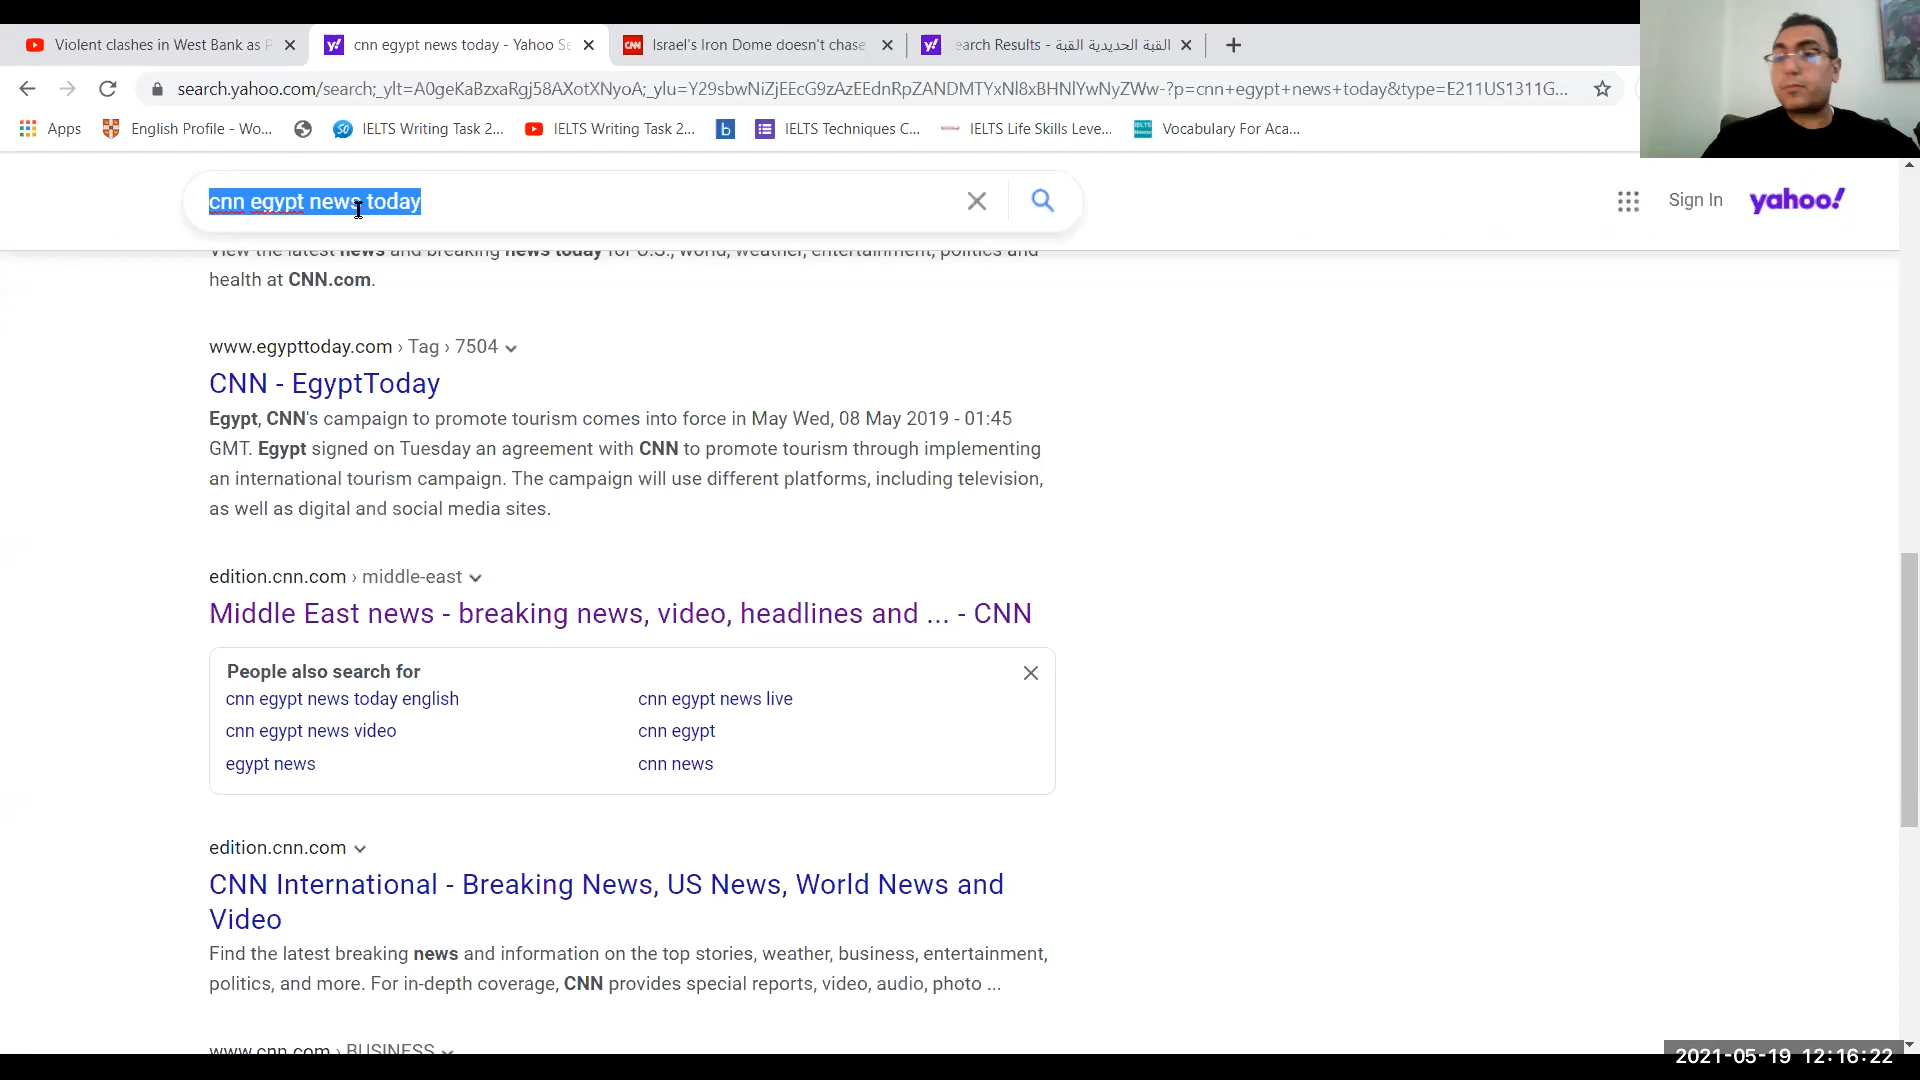 Violent clashes in West Bank as P
cnn egypt news today - Yahoo Se
Israel's Iron Dome doesn't chase
القبة الحديدية القبة - earch Results
search.yahoo.com/search;_ylt=A0geKaBzxaRgj58AXotXNyoA;_ylu=Y29sbwNiZjEEcG9zAzEEdnRpZANDMTYxNl8xBHNlYwNyZWw-?p=cnn+egypt+news+today&type=E211US1311G...
Apps
English Profile - Wo...
IELTS Writing Task 2...
IELTS Writing Task 2...
IELTS Techniques C...
IELTS Life Skills Leve...
Vocabulary For Aca...
cnn egypt news today
Sign In
yahoo!
View the latest news and breaking news today for U.S., world, weather, entertainment, politics and
health at CNN.com.
www.egypttoday.com › Tag › 7504
CNN - EgyptToday
Egypt, CNN's campaign to promote tourism comes into force in May Wed, 08 May 2019 - 01:45
GMT. Egypt signed on Tuesday an agreement with CNN to promote tourism through implementing
an international tourism campaign. The campaign will use different platforms, including television,
as well as digital and social media sites.
edition.cnn.com › middle-east
Middle East news - breaking news, video, headlines and ... - CNN
People also search for
cnn egypt news today english
cnn egypt news live
cnn egypt news video
cnn egypt
egypt news
cnn news
edition.cnn.com
CNN International - Breaking News, US News, World News and
Video
Find the latest breaking news and information on the top stories, weather, business, entertainment,
politics, and more. For in-depth coverage, CNN provides special reports, video, audio, photo ...
www.cnn.com › BUSINESS
2021-05-19 12:16:22